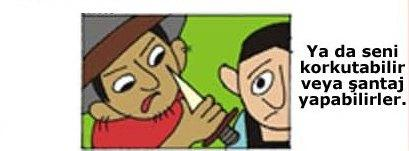 Ya da seni
korkutabilir
veya şantaj
yapabilirler.